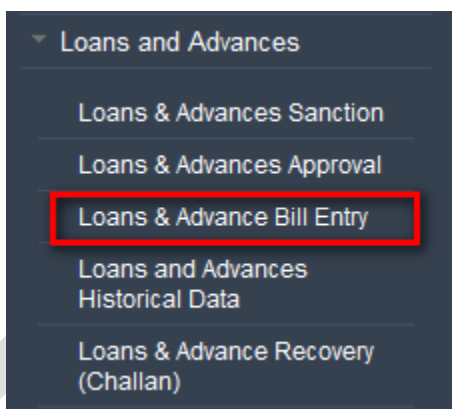 Loans and Advances
Loans & Advances Sanction
Loans & Advances Approval
Loans & Advance Bill Entry
Loans and Advances
Historical Data
Loans & Advance Recovery
(Challan)